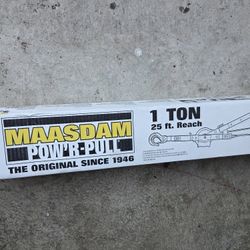 MAASDAM
POW'R-PULL
THE ORIGINAL SINCE 1946
1 TON
25 ft. Reach